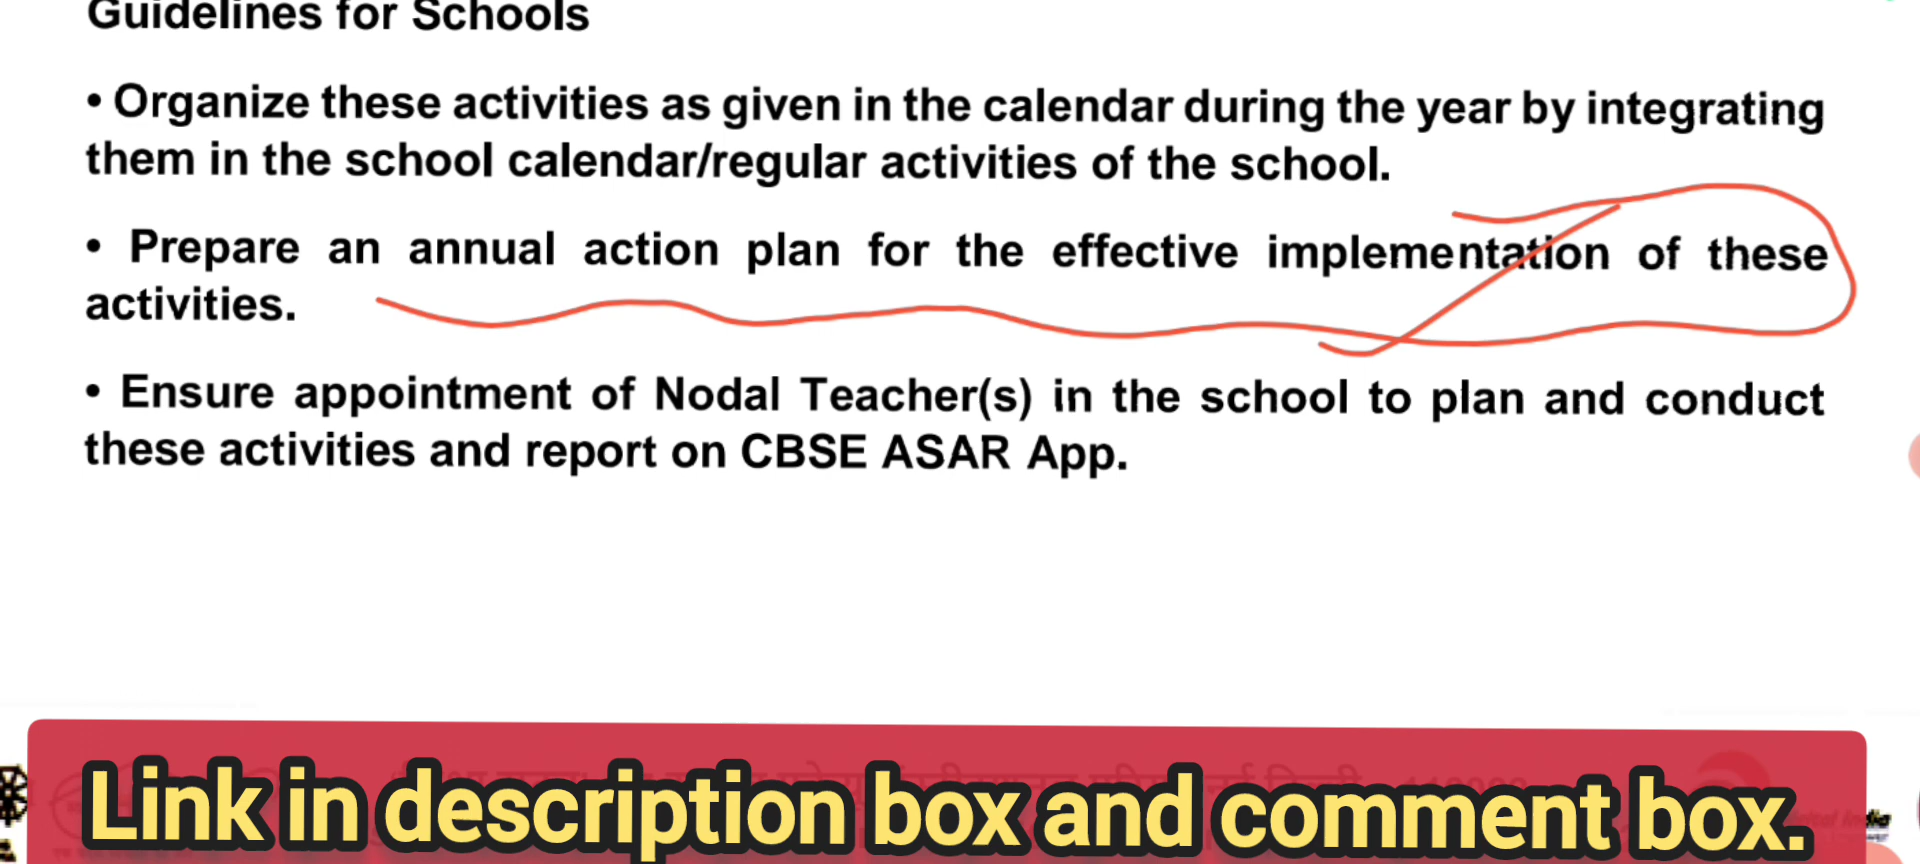 Guidelines for Schools
• Organize these activities as given in the calendar during the year by integrating
them in the school calendar/regular activities of the school.
• Prepare an annual action plan for the effective implementation of these
activities.
• Ensure appointment of Nodal Teacher(s) in the school to plan and conduct
these activities and report on CBSE ASAR App.
Link in description box and comment box.